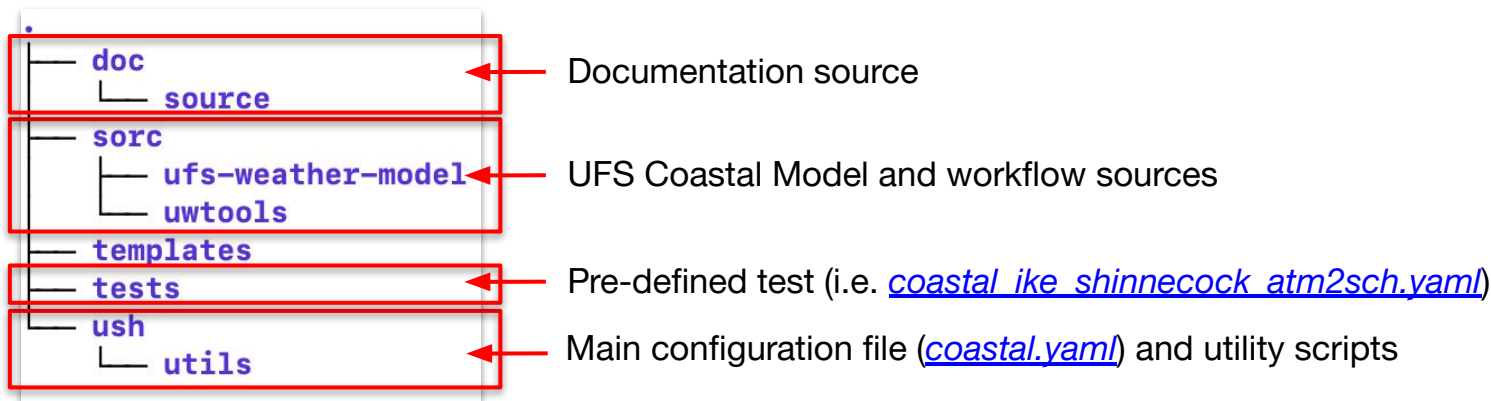 .
doc
Documentation source
source
sorc
ufs-weather-model
UFS Coastal Model and workflow sources
uwtools
templates
tests
Pre-defined test (i.e. coastal_ike_shinnecock_atm2sch.yaml)
ush
Main configuration file (coastal.yaml) and utility scripts
utils